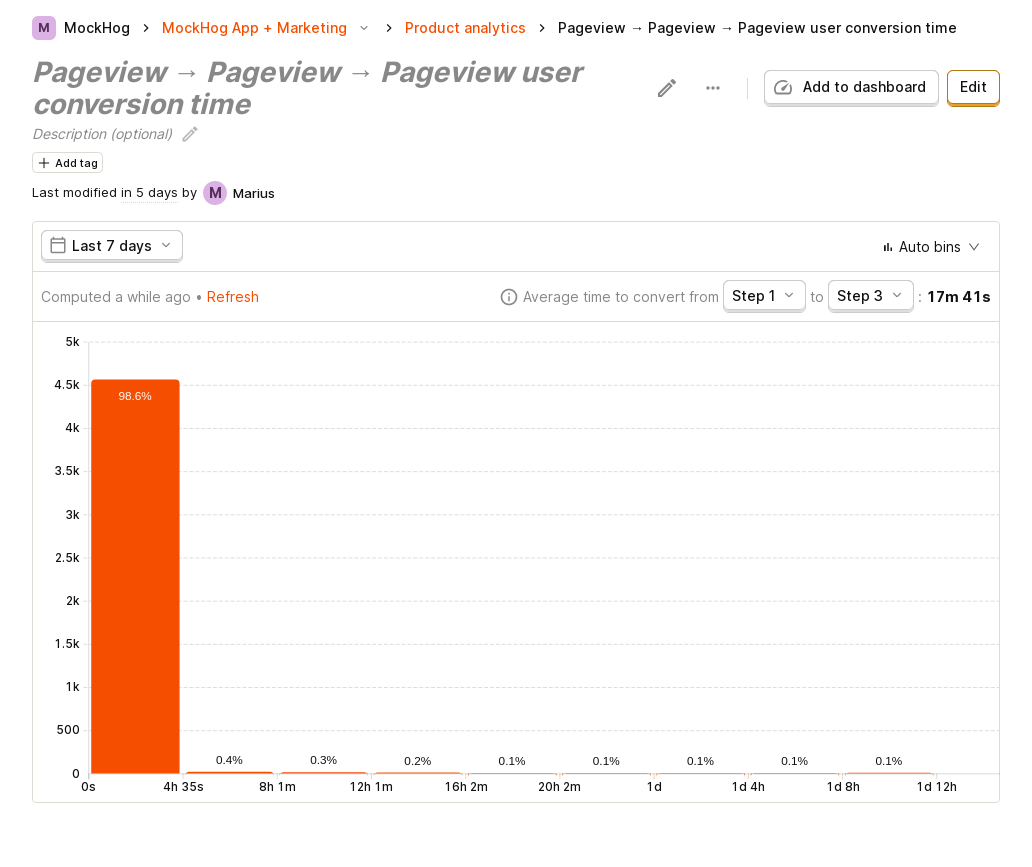 M MockHog > MockHog App + Marketing > Product analytics > Pageview → Pageview → Pageview user conversion time
Pageview → Pageview → Pageview user
conversion time
Add to dashboard
Edit
Description (optional)
Add tag
Last modified in 5 days by M Marius
Last 7 days
Auto bins
Computed a while ago • Refresh
Average time to convert from Step 1 to Step 3 : 17m 41s
5k
4.5k
98.6%
4k
3.5k
3k
2.5k
2k
1.5k
1k
500
0.4% 0.3% 0.2% 0.1% 0.1% 0.1% 0.1% 0.1%
0
0s 4h 35s 8h 1m 12h 1m 16h 2m 20h 2m 1d 1d 4h 1d 8h 1d 12h